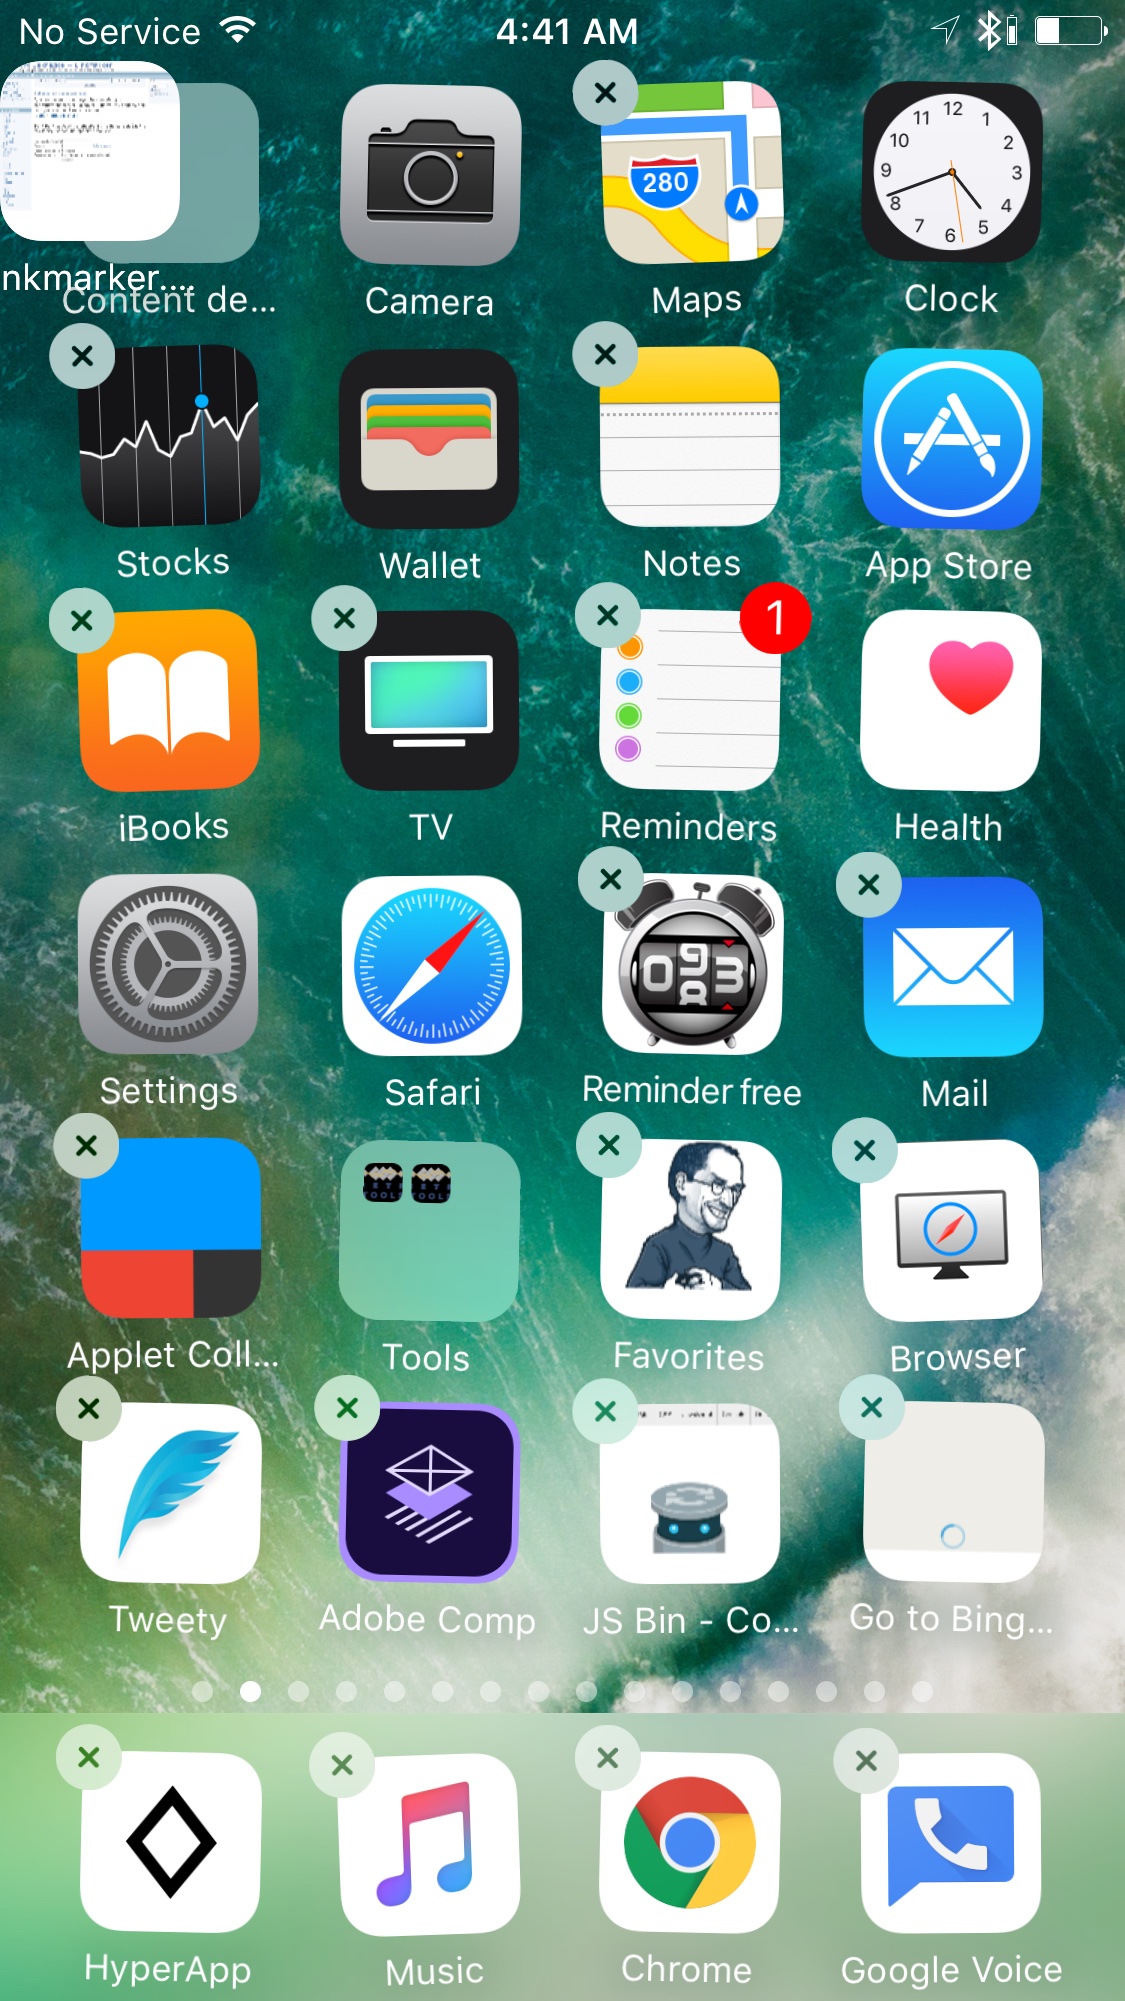 No Service 4:41 AM
nkmarker....
Content de... Camera Maps Clock
280
12
11 1
10 2
9 3
8 4
7 5
6
Stocks Wallet Notes App Store
1
iBooks TV Reminders Health
Settings Safari Reminder free Mail
Applet Coll... Tools Favorites Browser
Tweety Adobe Comp JS Bin - Co... Go to Bing...
HyperApp Music Chrome Google Voice